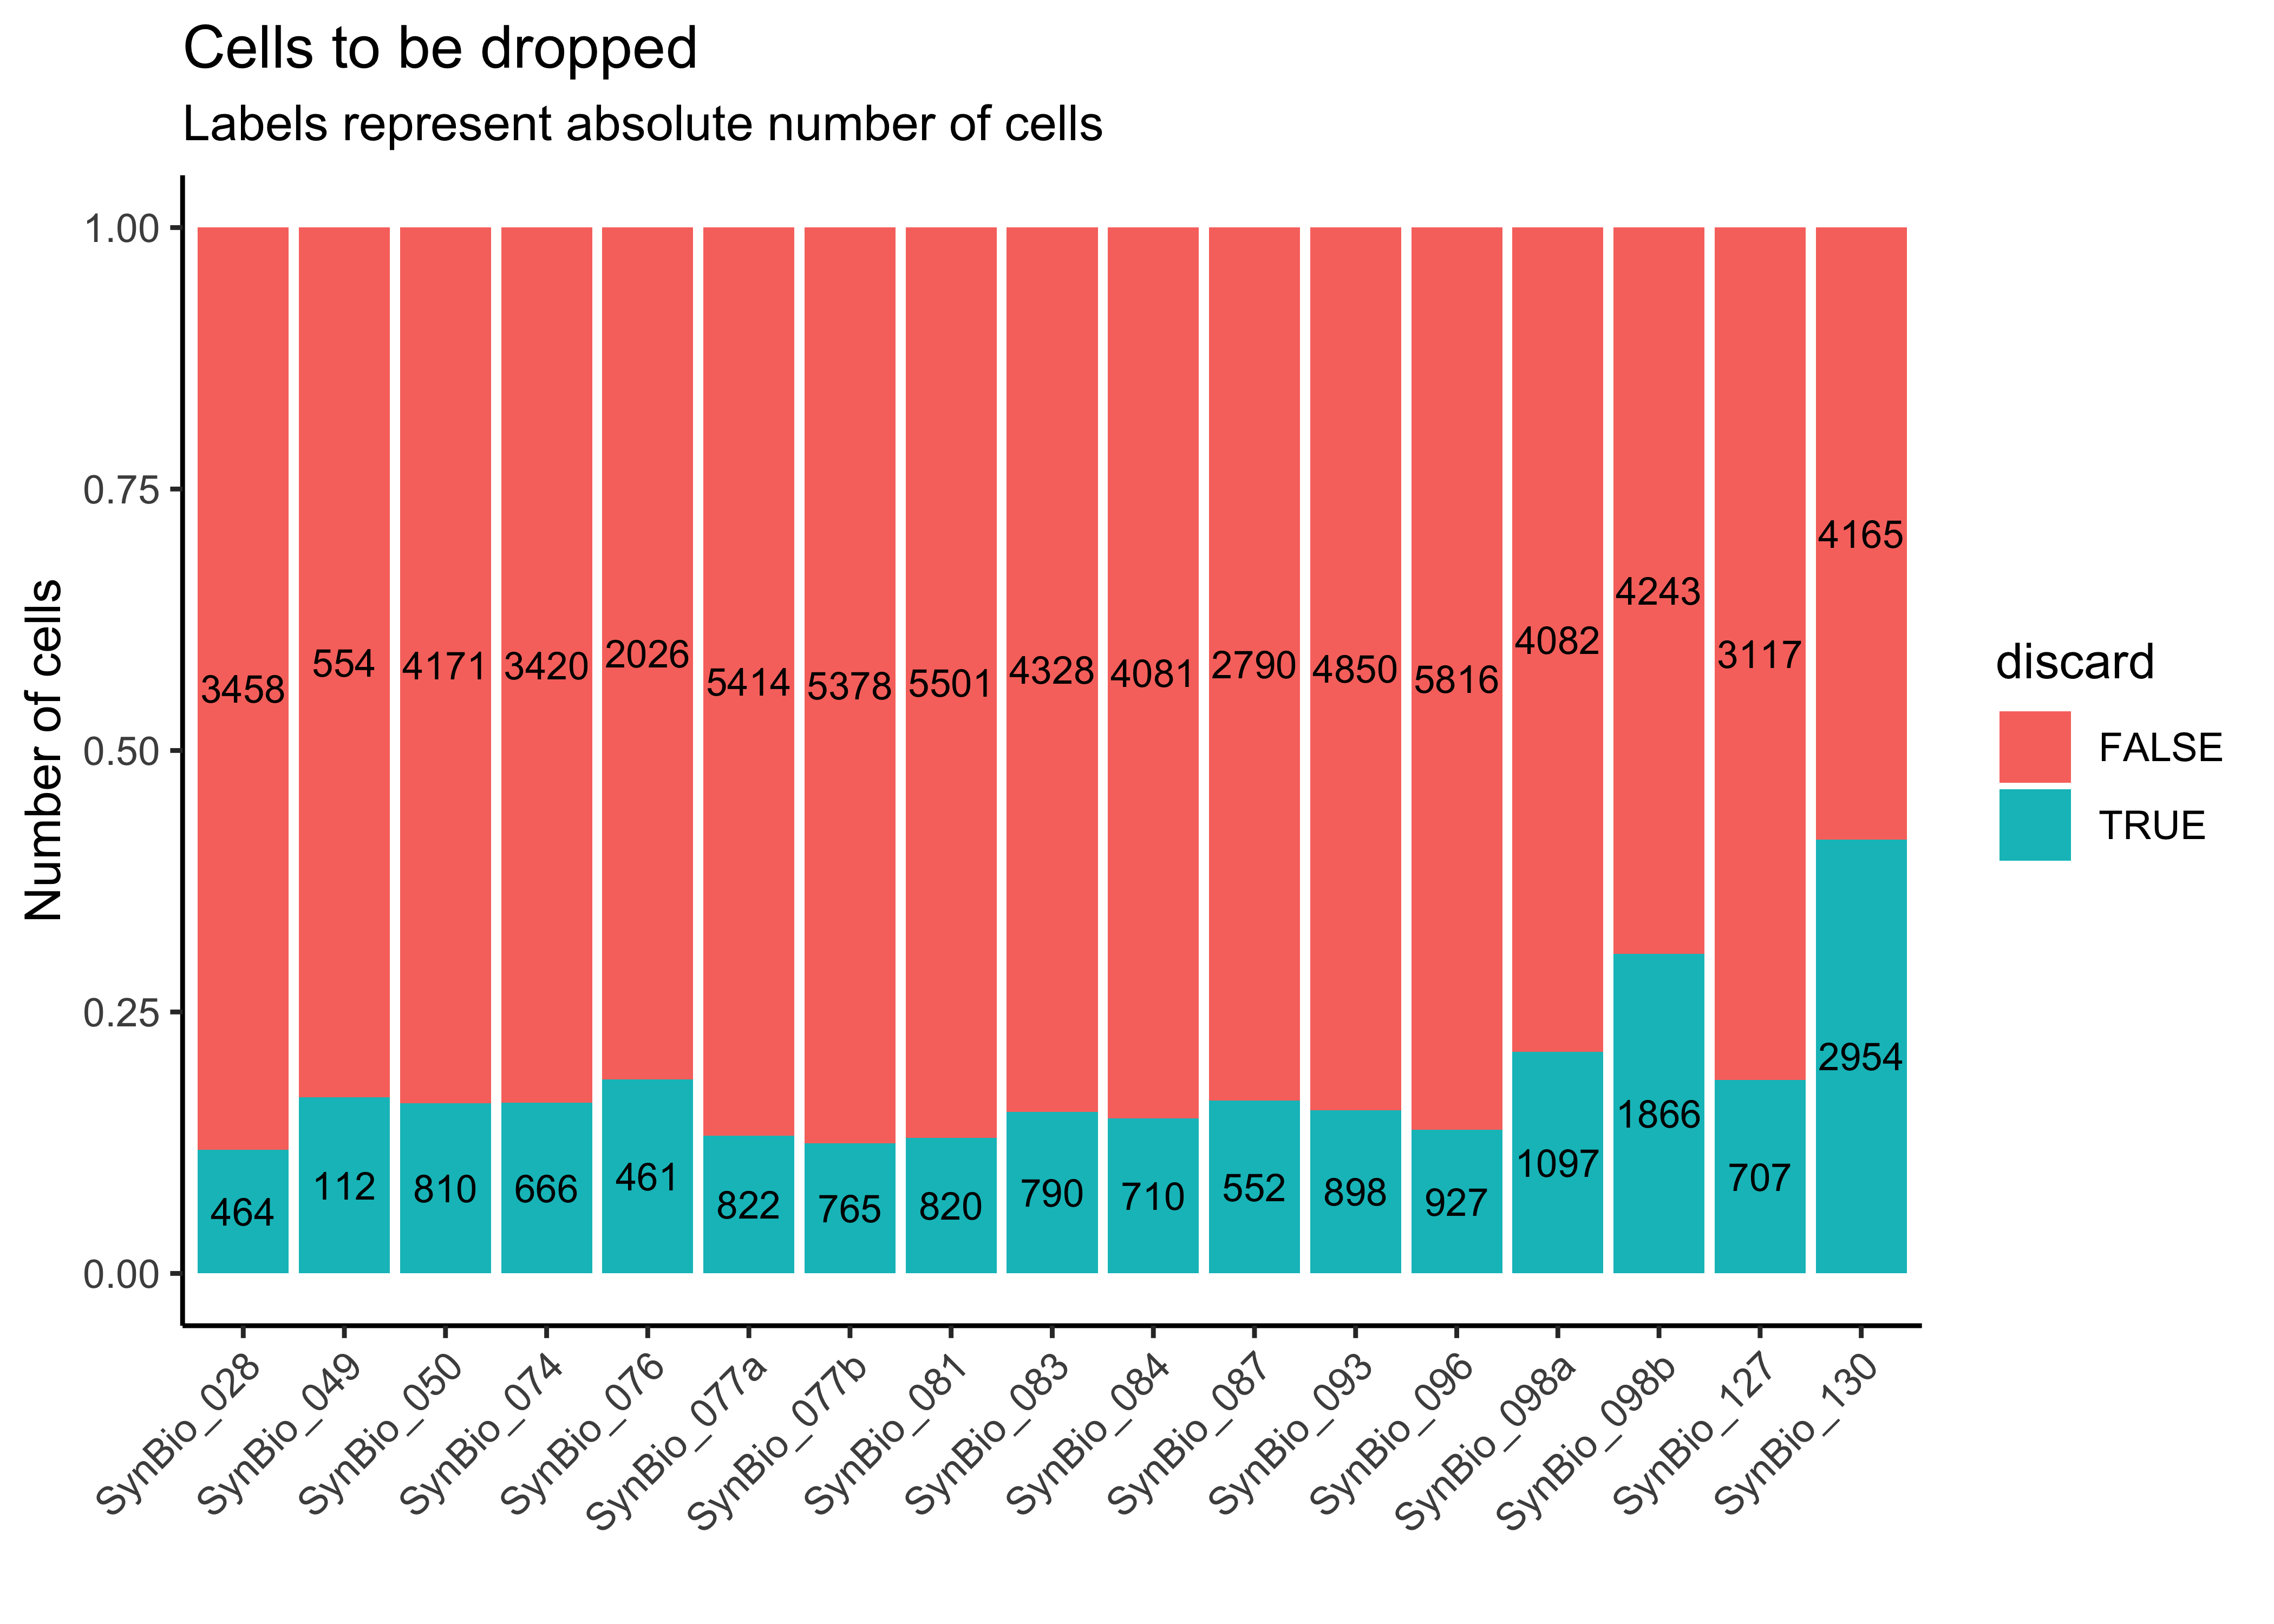 Cells to be dropped
Labels represent absolute number of cells
Number of cells
1.00
0.75
0.50
0.25
0.00
3458
554
4171
3420
2026
5414
5378
5501
4328
4081
2790
4850
5816
4082
4243
3117
4165
464
112
810
666
461
822
765
820
790
710
552
898
927
1097
1866
707
2954
SynBio_028
SynBio_049
SynBio_050
SynBio_074
SynBio_076
SynBio_077a
SynBio_077b
SynBio_081
SynBio_083
SynBio_084
SynBio_087
SynBio_093
SynBio_096
SynBio_098a
SynBio_098b
SynBio_127
SynBio_130
discard
FALSE
TRUE